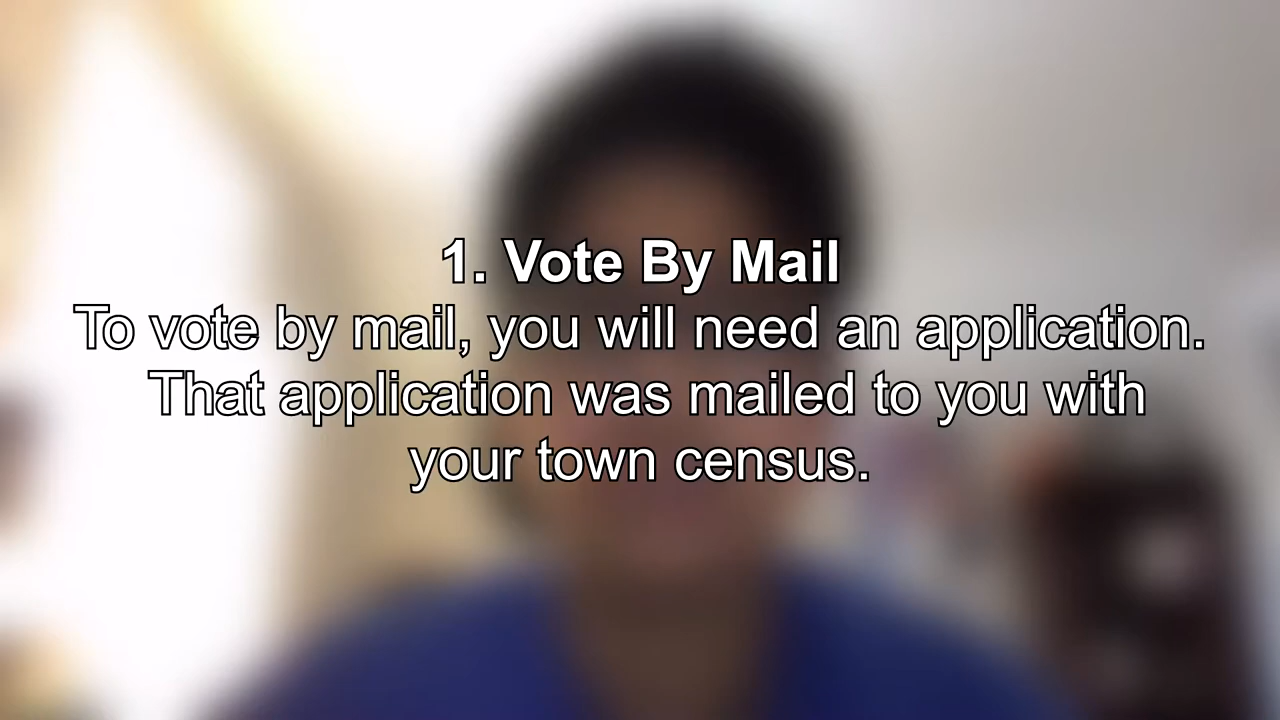 1. Vote By Mail
To vote by mail, you will need an application.
That application was mailed to you with
your town census.